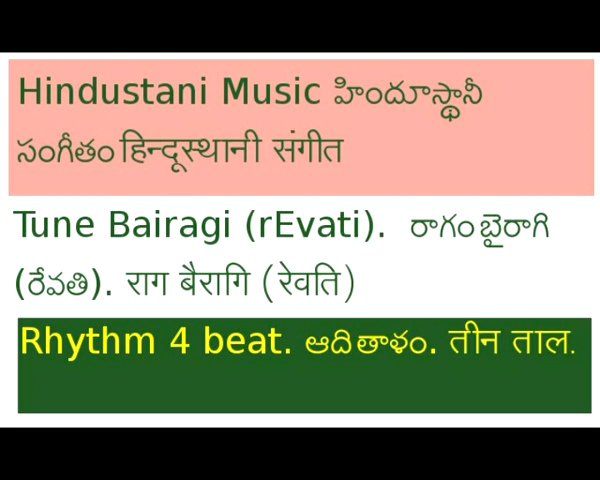 Hindustani Music హిందూస్థానీ
సంగీతం हिन्दूस्थानी संगीत
Tune Bairagi (rEvati). రాగం బైరాగి
(రేవతి). राग बैरागि (रेवति)
Rhythm 4 beat. ఆదితాళం. तीन ताल.